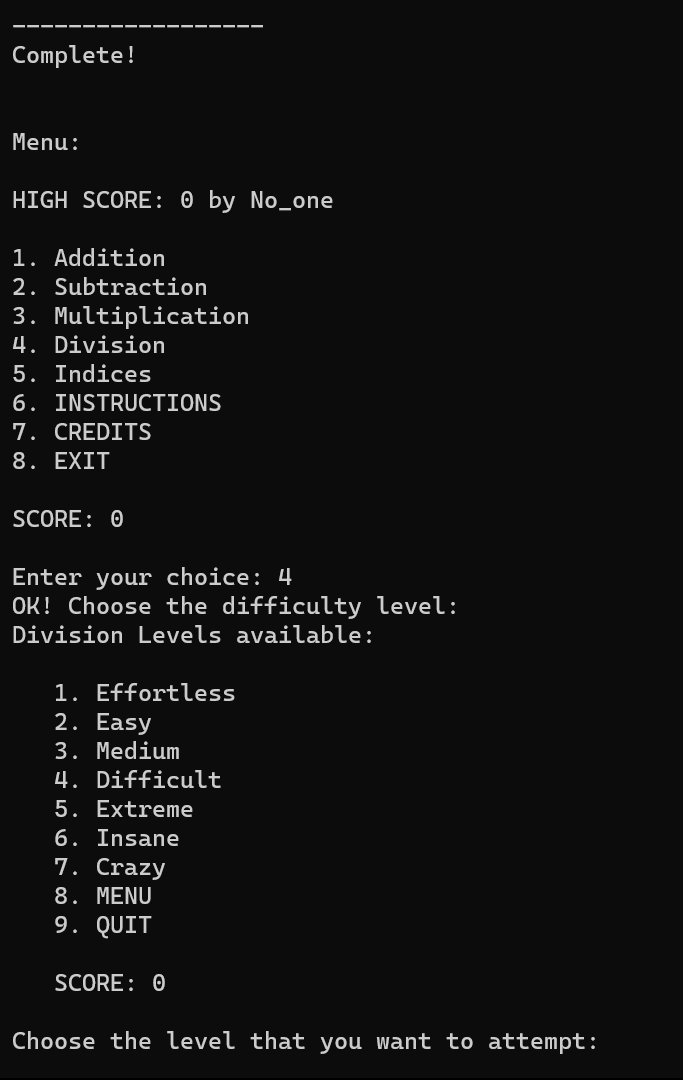 ------------------
Complete!
Menu:
HIGH SCORE: 0 by No_one
1. Addition
2. Subtraction
3. Multiplication
4. Division
5. Indices
6. INSTRUCTIONS
7. CREDITS
8. EXIT
SCORE: 0
Enter your choice: 4
OK! Choose the difficulty level:
Division Levels available:
1. Effortless
2. Easy
3. Medium
4. Difficult
5. Extreme
6. Insane
7. Crazy
8. MENU
9. QUIT
SCORE: 0
Choose the level that you want to attempt: